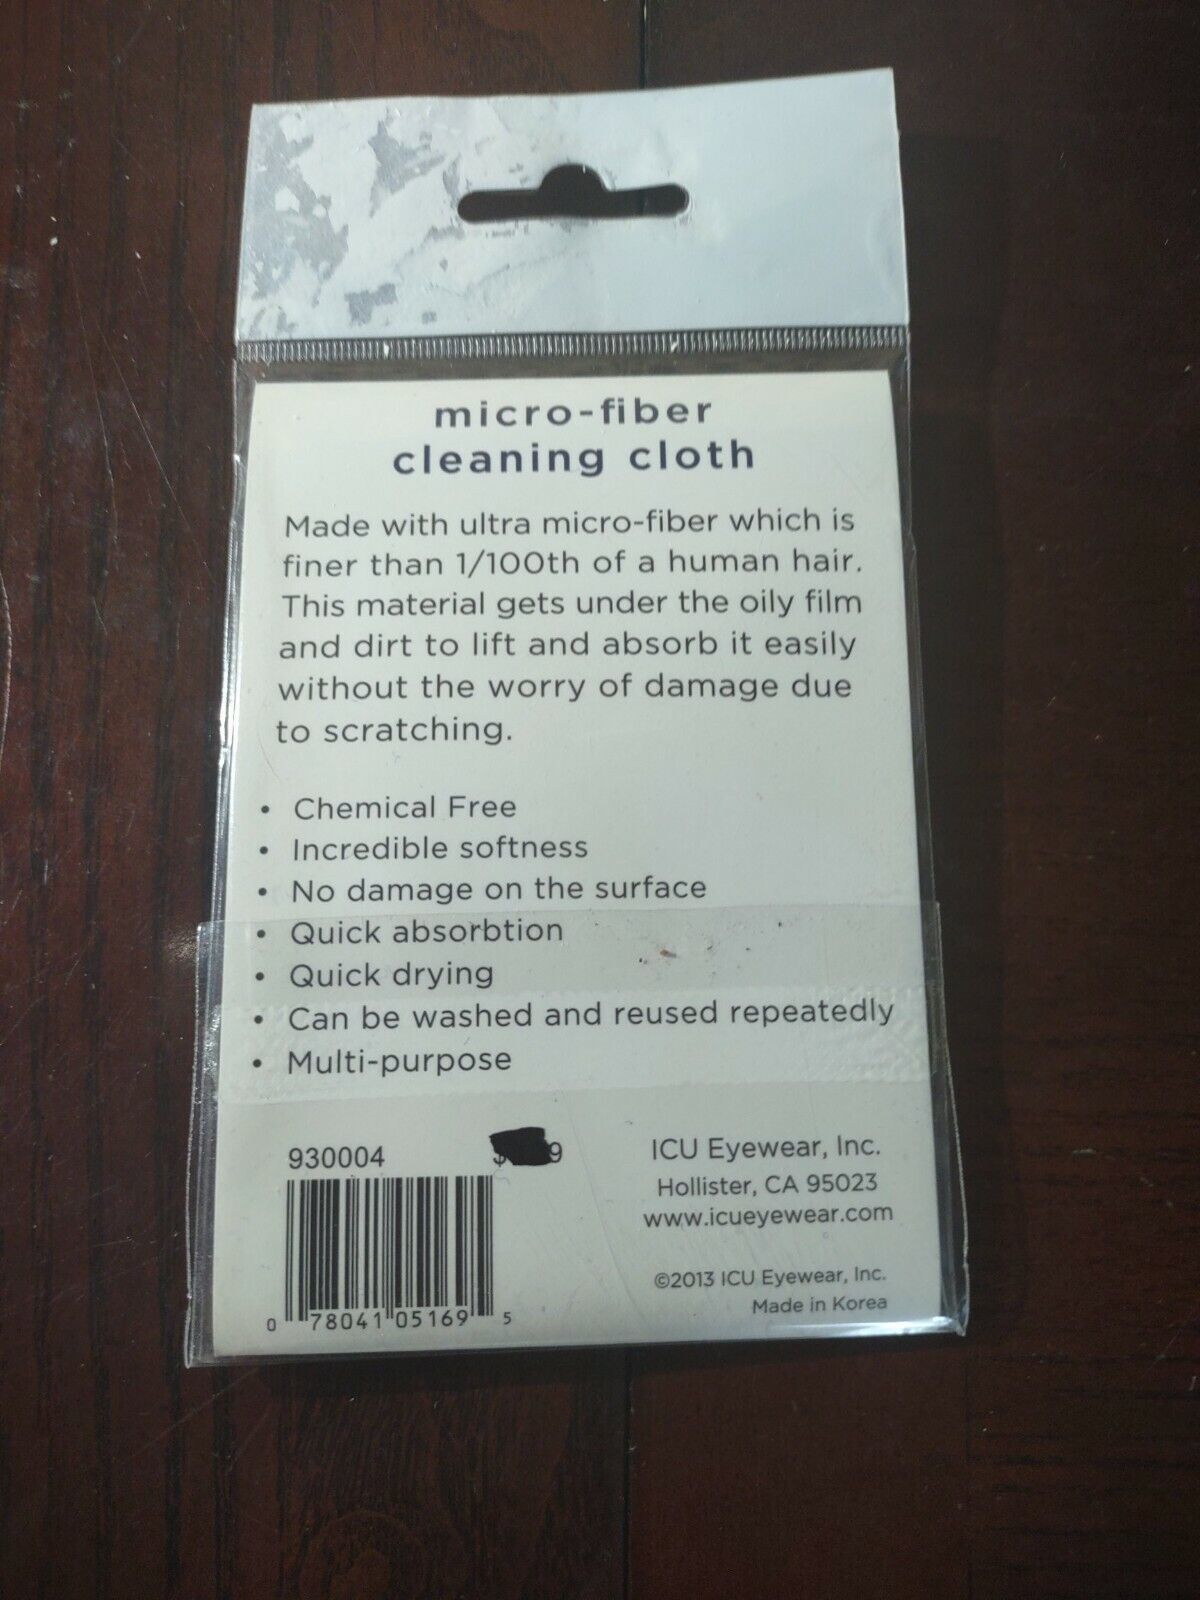 micro-fiber
cleaning cloth
Made with ultra micro-fiber which is
finer than 1/100th of a human hair.
This material gets under the oily film
and dirt to lift and absorb it easily
without the worry of damage due
to scratching.
• Chemical Free
• Incredible softness
• No damage on the surface
• Quick absorbtion
• Quick drying
• Can be washed and reused repeatedly
• Multi-purpose
930004
0 78041 05169 5
ICU Eyewear, Inc.
Hollister, CA 95023
www.icueyewear.com
©2013 ICU Eyewear, Inc.
Made in Korea